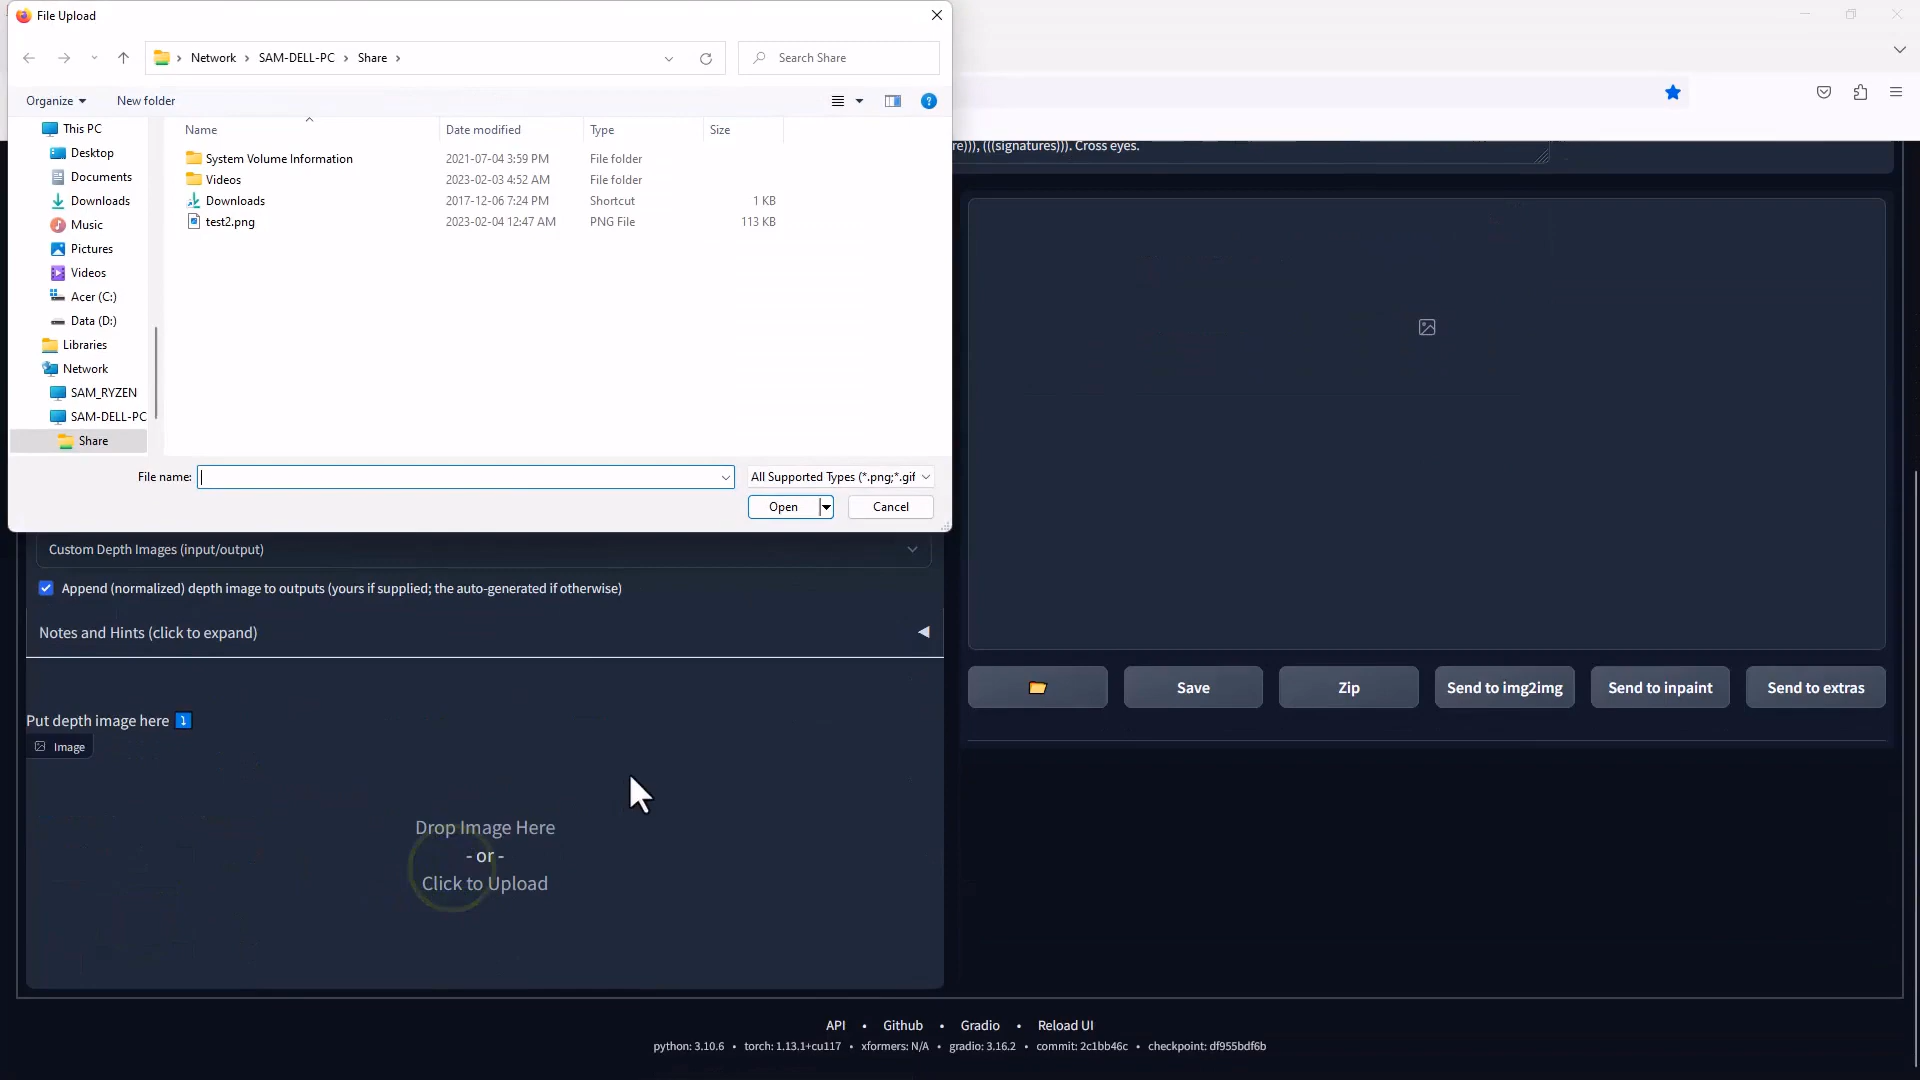 File Upload
Network > SAM-DELL-PC > Share >
Search Share
Organize
New folder
?
This PC
Desktop
Documents
Downloads
Music
Pictures
Videos
Acer (C:)
Data (D:)
Libraries
Network
SAM_RYZEN
SAM-DELL-PC
Share
Name Date modified Type Size
System Volume Information 2021-07-04 3:59 PM File folder
Videos 2023-02-03 4:52 AM File folder
Downloads 2017-12-06 7:24 PM Shortcut 1 KB
test2.png 2023-02-04 12:47 AM PNG File 113 KB
File name:
All Supported Types (*.png;*.gif
Open
Cancel
re))), (((signatures))). Cross eyes.
Custom Depth Images (input/output)
Append (normalized) depth image to outputs (yours if supplied; the auto-generated if otherwise)
Notes and Hints (click to expand)
Put depth image here
Image
Drop Image Here
- or -
Click to Upload
Save
Zip
Send to img2img
Send to inpaint
Send to extras
API • Github • Gradio • Reload UI
python: 3.10.6 • torch: 1.13.1+cu117 • xformers: N/A • gradio: 3.16.2 • commit: 2c1bb46c • checkpoint: df955bdf6b